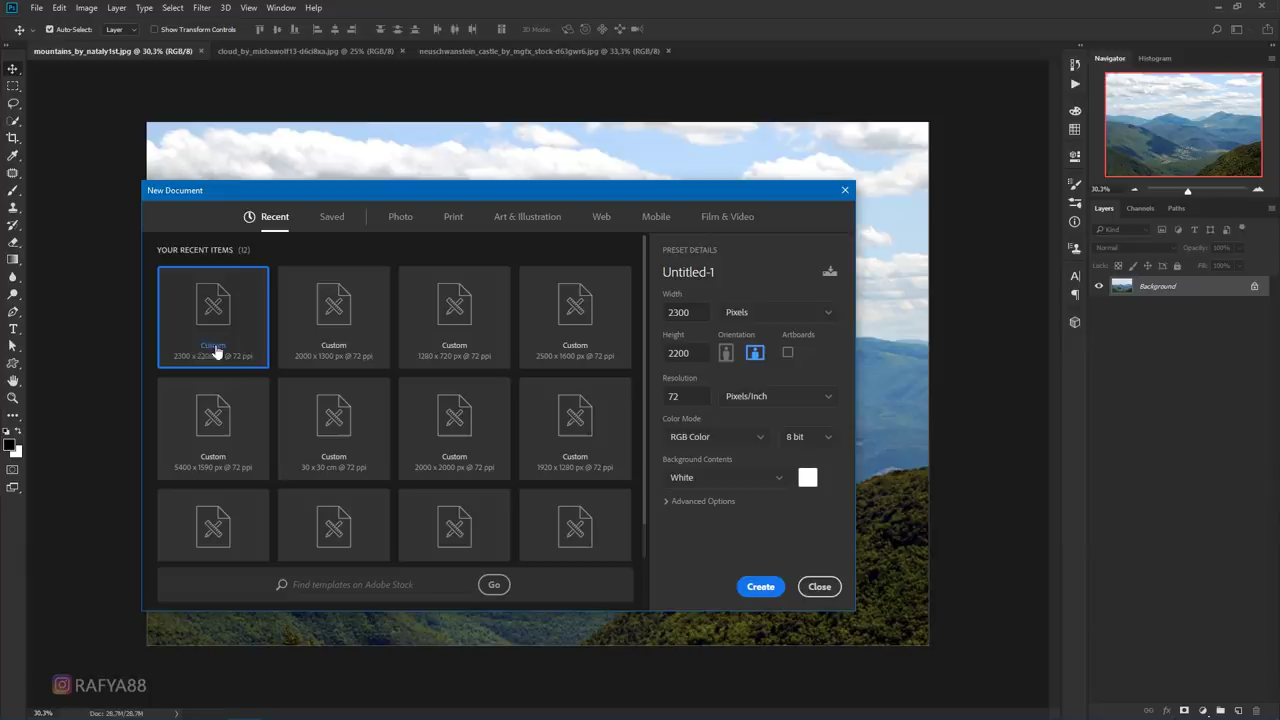 Ps File Edit Image Layer Type Select Filter 3D View Window Help
Auto-Select: Layer Show Transform Controls 3D Mode:
mountains_by_nataly1st.jpg @ 30,3% (RGB/8) × cloud_by_michawolf13-d6ci8xa.jpg @ 25% (RGB/8) × neuschwanstein_castle_by_mgfx_stock-d63gwr6.jpg @ 33,3% (RGB/8) ×
Navigator Histogram
30,3%
Layers Channels Paths
Kind
Normal Opacity: 100%
Lock: Fill: 100%
Background
New Document
Recent Saved Photo Print Art & Illustration Web Mobile Film & Video
YOUR RECENT ITEMS (12)
Custom
2300 x 2200 px @ 72 ppi
Custom
2000 x 1300 px @ 72 ppi
Custom
1280 x 720 px @ 72 ppi
Custom
2500 x 1600 px @ 72 ppi
Custom
5400 x 1590 px @ 72 ppi
Custom
30 x 30 cm @ 72 ppi
Custom
2000 x 2000 px @ 72 ppi
Custom
1920 x 1280 px @ 72 ppi
Find templates on Adobe Stock Go
PRESET DETAILS
Untitled-1
Width
2300 Pixels
Height Orientation Artboards
2200
Resolution
72 Pixels/Inch
Color Mode
RGB Color 8 bit
Background Contents
White
Advanced Options
Create Close
RAFYA88
30,3% Doc: 28,7M/28,7M